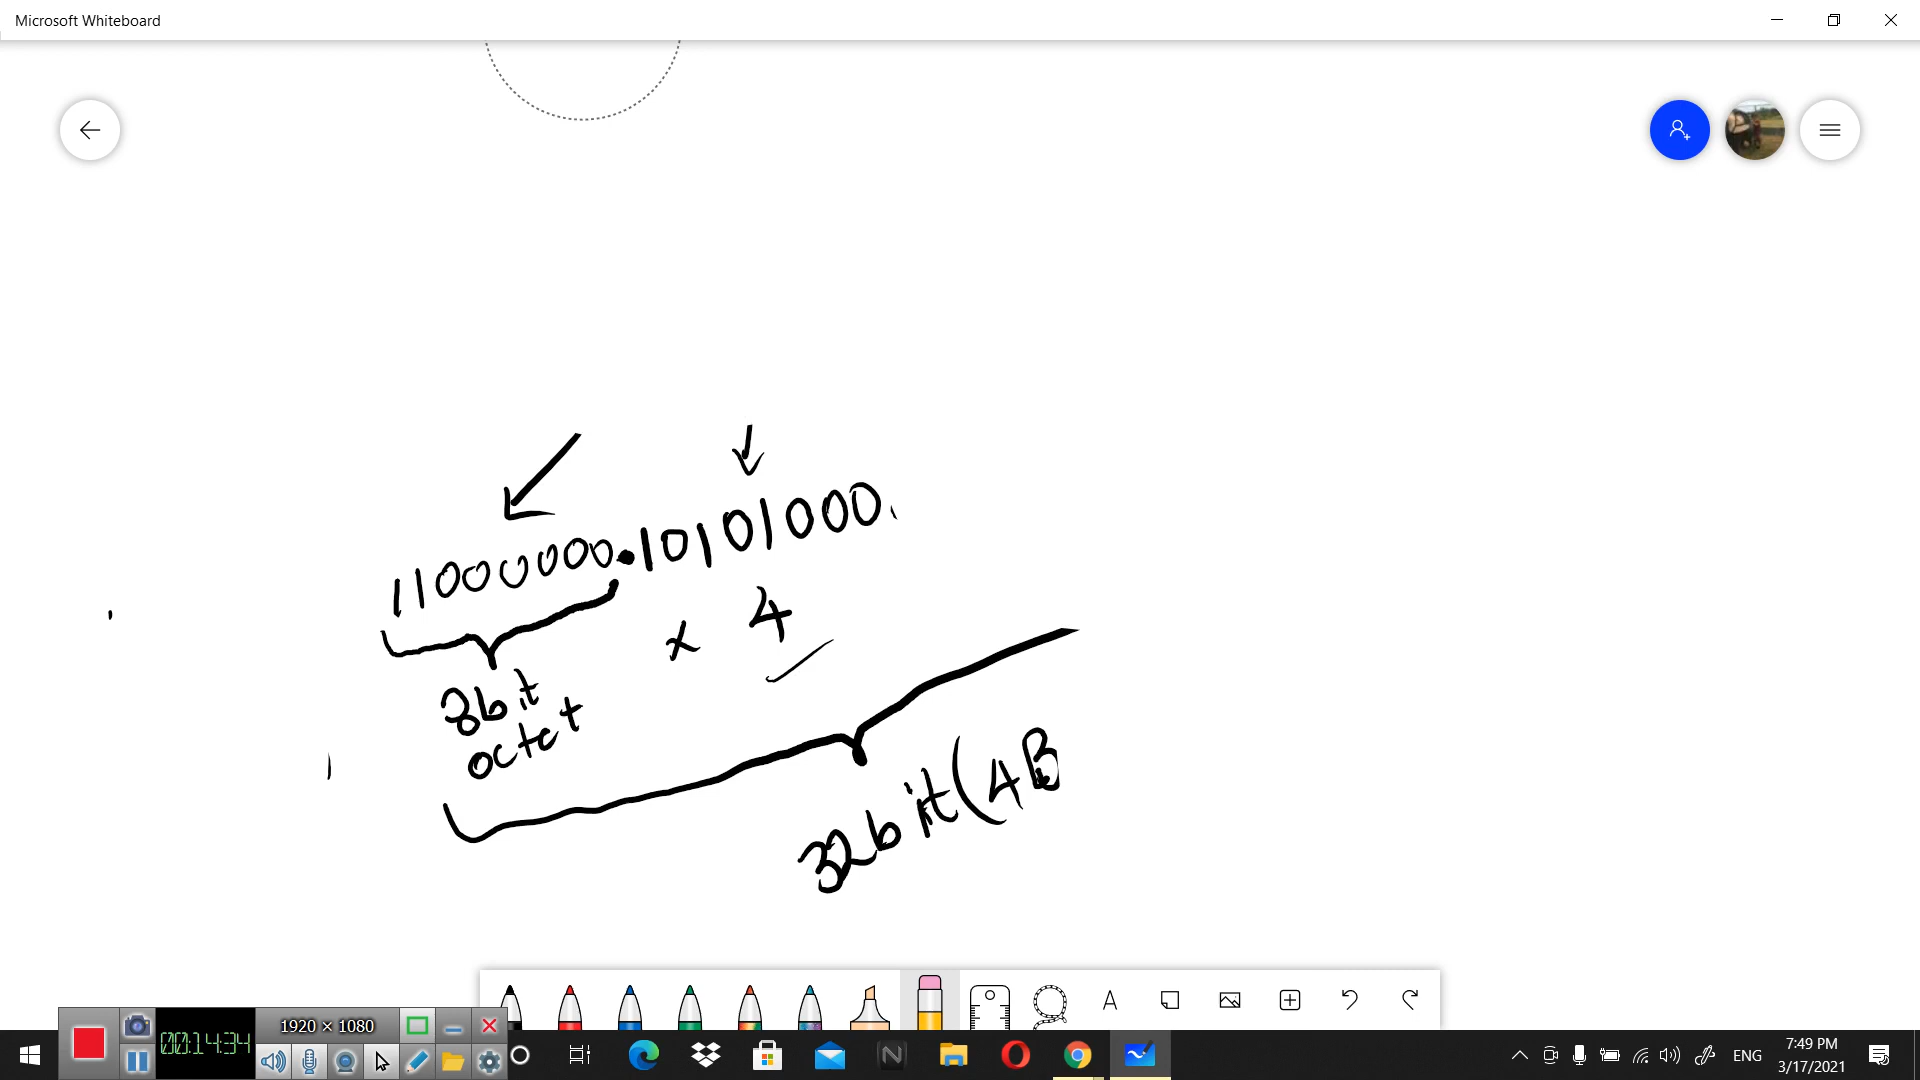 Microsoft Whiteboard
11000000.10101000.
x 4
8bit
octet
32bit(4B
A
00:14:34
1920 × 1080
N
ENG
7:49 PM
3/17/2021